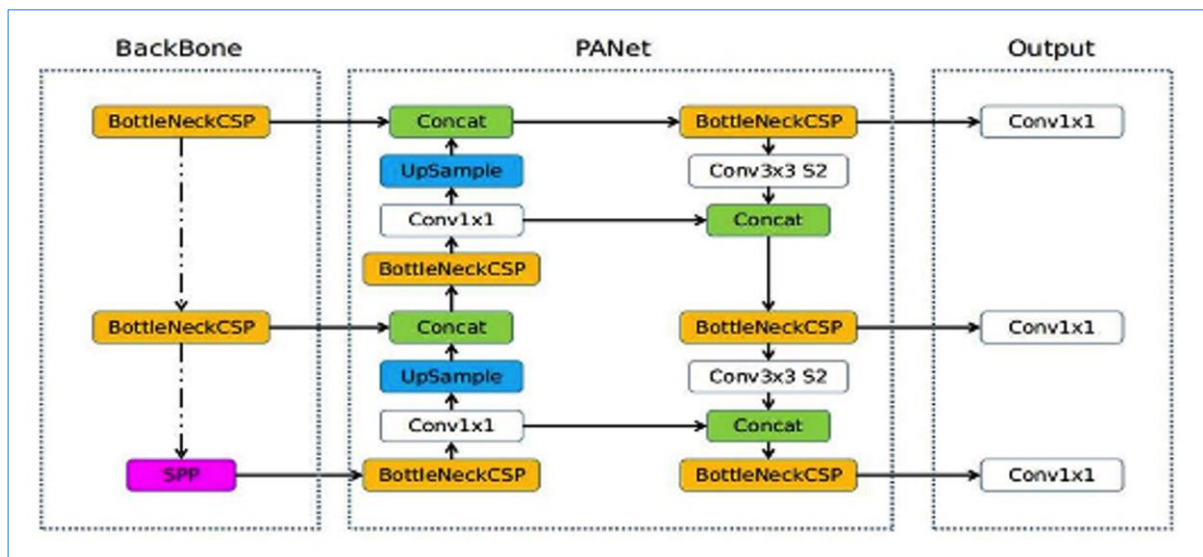 BackBone
PANet
Output
BottleNeckCSP
Concat
BottleNeckCSP
Conv1x1
UpSample
Conv3x3 S2
Conv1x1
Concat
BottleNeckCSP
BottleNeckCSP
Concat
BottleNeckCSP
Conv1x1
UpSample
Conv3x3 S2
Conv1x1
Concat
SPP
BottleNeckCSP
BottleNeckCSP
Conv1x1